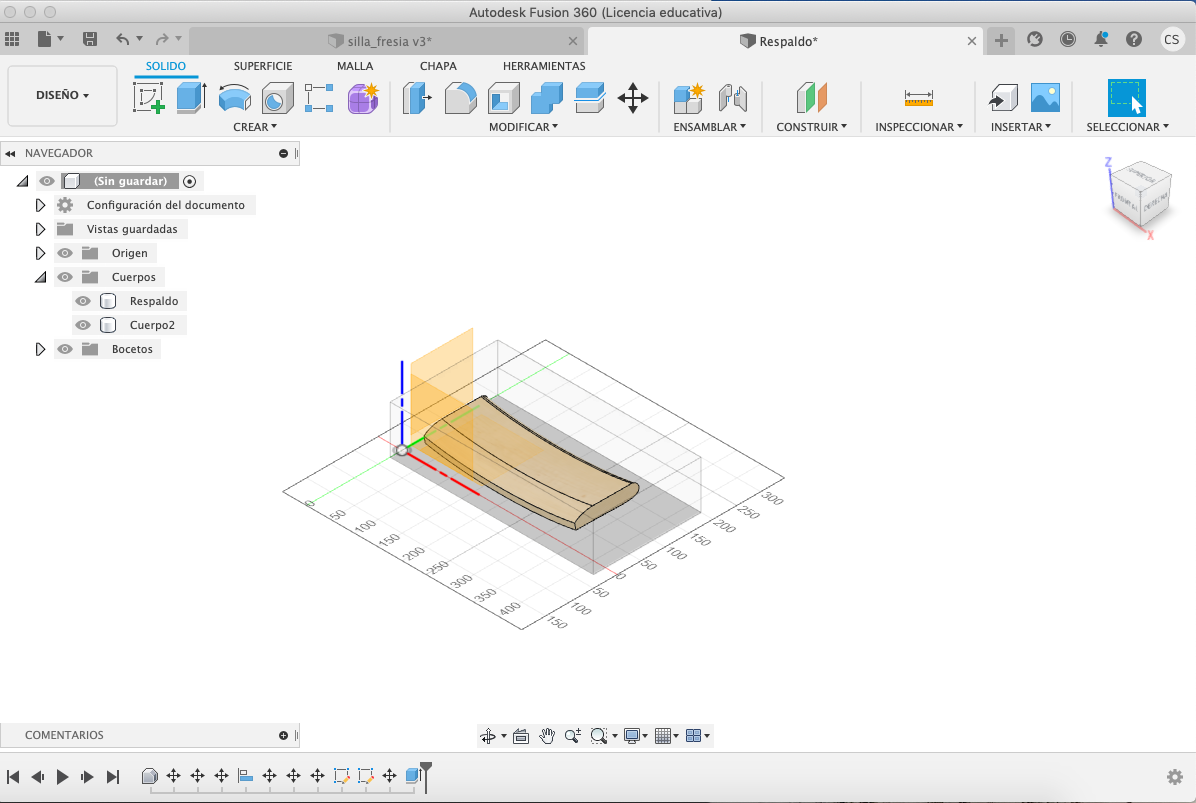 Autodesk Fusion 360 (Licencia educativa)
silla_fresia v3*
Respaldo*
CS
DISEÑO
SOLIDO
SUPERFICIE
MALLA
CHAPA
HERRAMIENTAS
CREAR
MODIFICAR
ENSAMBLAR
CONSTRUIR
INSPECCIONAR
INSERTAR
SELECCIONAR
NAVEGADOR
(Sin guardar)
Configuración del documento
Vistas guardadas
Origen
Cuerpos
Respaldo
Cuerpo2
Bocetos
Z
X
0
50
100
150
200
250
300
350
400
300
250
200
150
100
50
0
50
100
150
COMENTARIOS